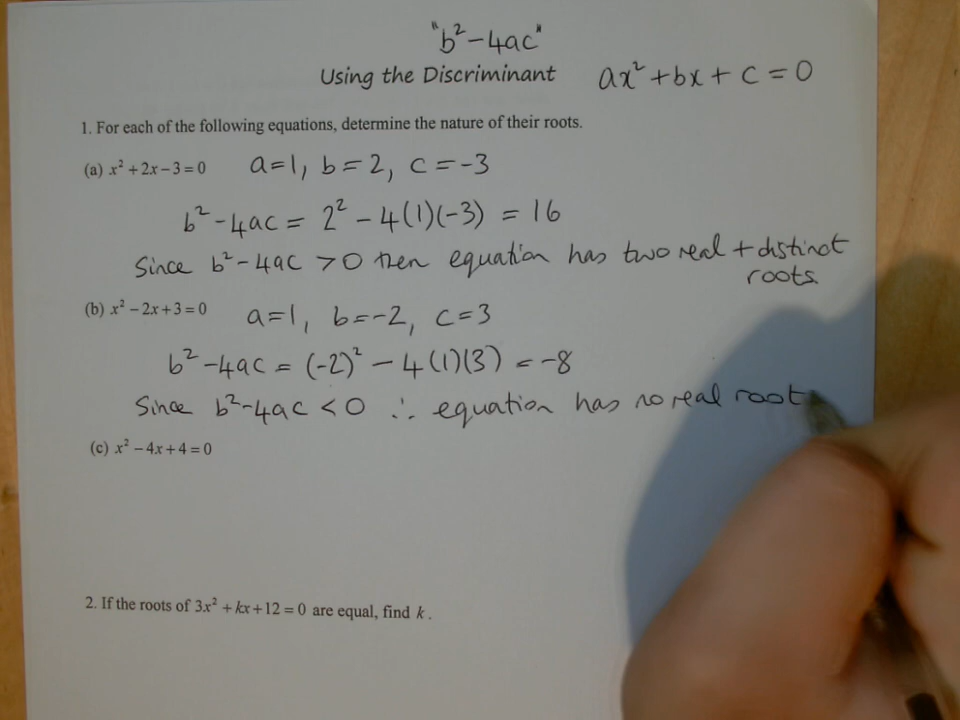 "b²-4ac"
Using the Discriminant ax²+bx+c=0
1. For each of the following equations, determine the nature of their roots.
(a) x²+2x-3=0 a=1, b=2, c=-3
b²-4ac = 2² - 4(1)(-3) = 16
Since b²-4ac >0 then equation has two real + distinct
roots.
(b) x²-2x+3=0 a=1, b=-2, c=3
b²-4ac = (-2)² - 4(1)(3) = -8
Since b²-4ac <0 ∴ equation has no real root
(c) x²-4x+4=0
2. If the roots of 3x²+kx+12=0 are equal, find k.